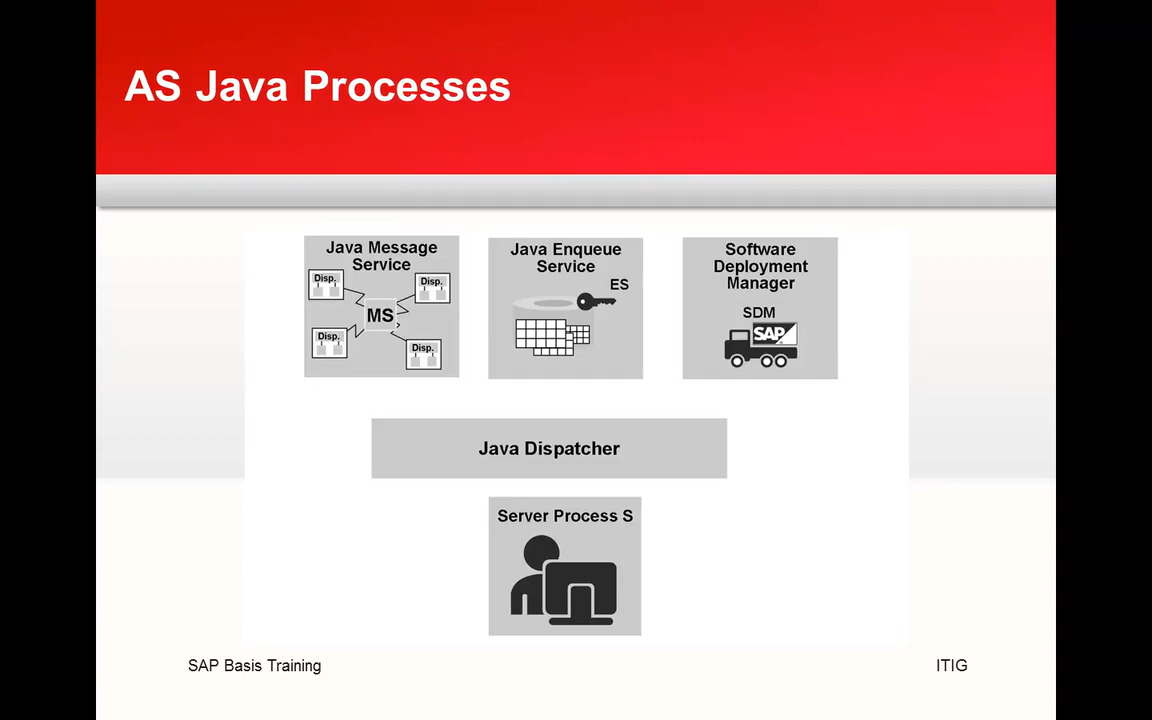 AS Java Processes
Java Message
Service
Disp.
Disp.
MS
Disp.
Disp.
Java Enqueue
Service
ES
Software
Deployment
Manager
SDM
SAP
Java Dispatcher
Server Process S
SAP Basis Training
ITIG